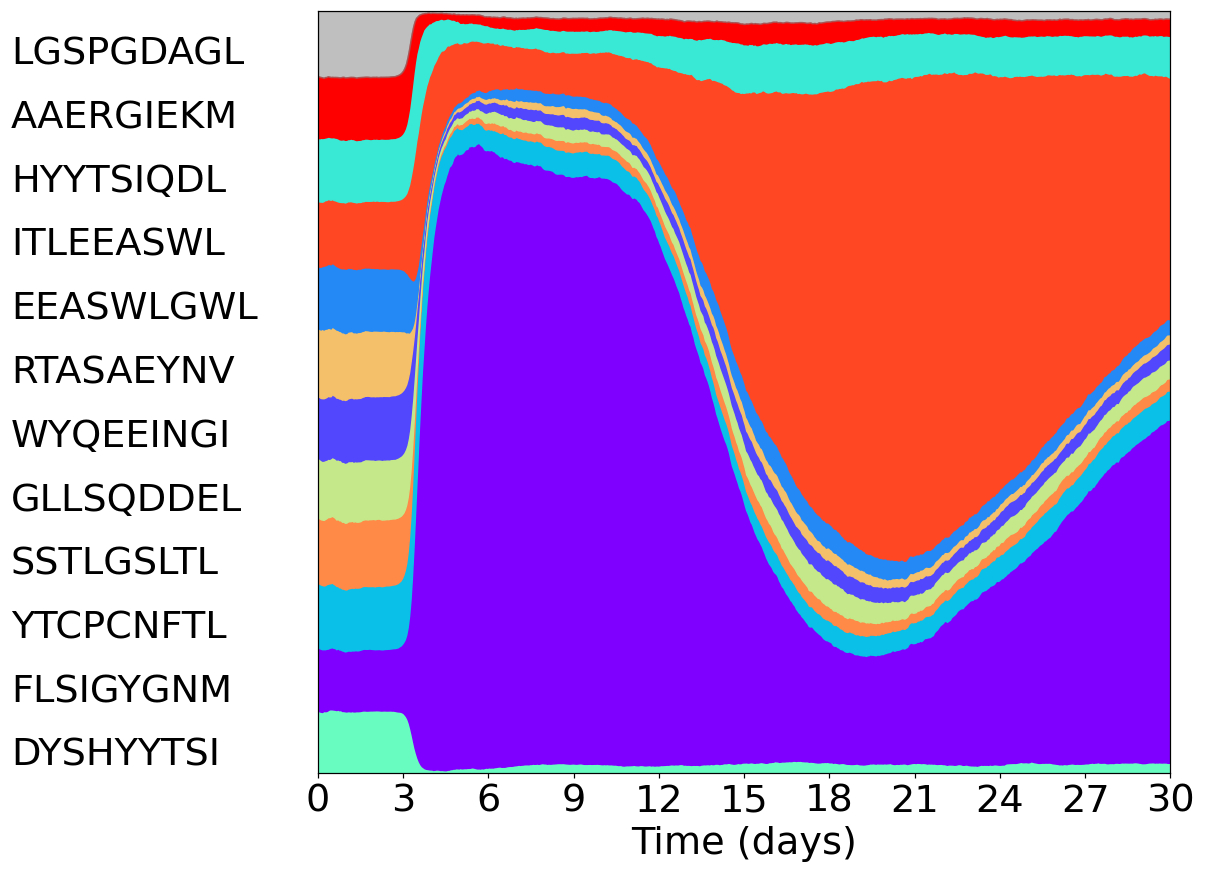 LGSPGDAGL
AAERGIEKM
HYYTSIQDL
ITLEEASWL
EEASWLGWL
RTASAEYNV
WYQEEINGI
GLLSQDDEL
SSTLGSLTL
YTCPCNFTL
FLSIGYGNM
DYSHYYTSI
0 3 6 9 12 15 18 21 24 27 30
Time (days)